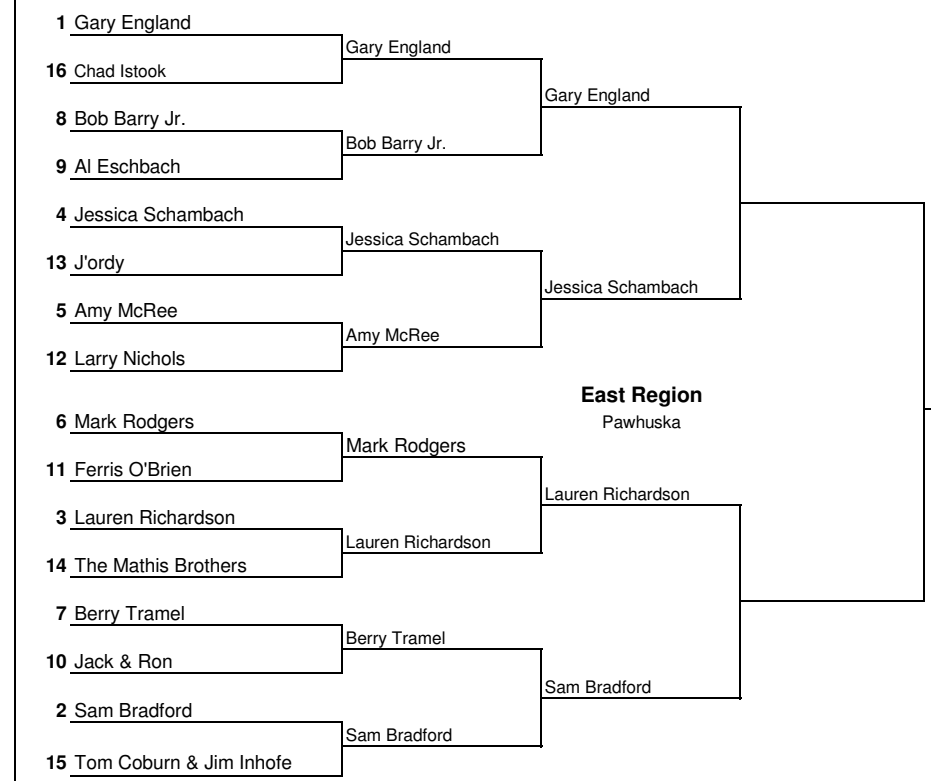 1 Gary England
Gary England
16 Chad Istook
Gary England
8 Bob Barry Jr.
Bob Barry Jr.
9 Al Eschbach
4 Jessica Schambach
Jessica Schambach
13 J'ordy
Jessica Schambach
5 Amy McRee
Amy McRee
12 Larry Nichols
East Region
Pawhuska
6 Mark Rodgers
Mark Rodgers
11 Ferris O'Brien
Lauren Richardson
3 Lauren Richardson
Lauren Richardson
14 The Mathis Brothers
7 Berry Tramel
Berry Tramel
10 Jack & Ron
Sam Bradford
2 Sam Bradford
Sam Bradford
15 Tom Coburn & Jim Inhofe